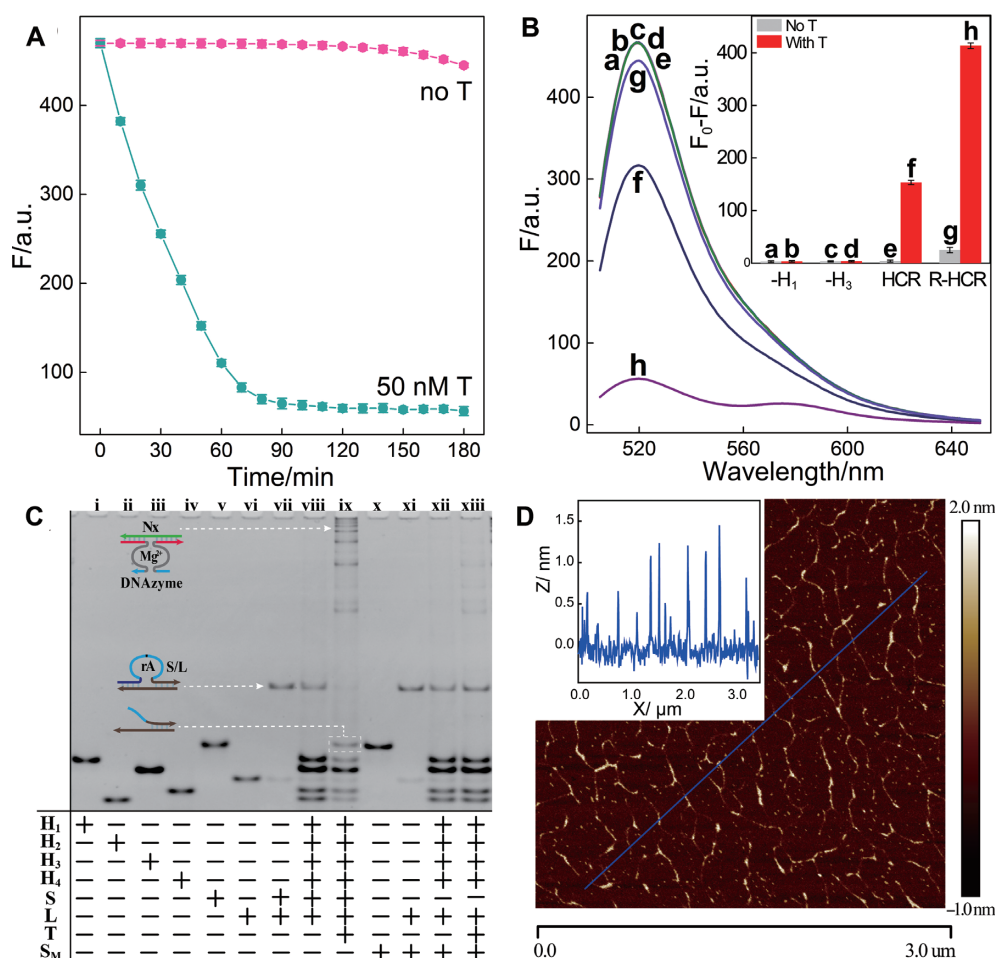 A
no T
50 nM T
F/a.u.
400
300
200
100
0 30 60 90 120 150 180
Time/min
B
No T
With T
b c d
a e
g
f
h
F/a.u.
400
300
200
100
0
520 560 600 640
Wavelength/nm
F0-F/a.u.
400
300
200
100
0
a b c d e f g h
-H1 -H3 HCR R-HCR
C
i ii iii iv v vi vii viii ix x xi xii xiii
Nx
Mg2+
DNAzyme
rA S/L
H1 + − − − − − − + + − − + +
H2 − + − − − − − + + − − + +
H3 − − + − − − − + + − − + +
H4 − − − + − − − + + − − + +
S − − − − + − + + + − − − −
L − − − − − + + + + − + + +
T − − − − − − − − + − − − +
SM − − − − − − − − − + + + +
D
Z/ nm
1.5
1.0
0.5
0.0
0.0 1.0 2.0 3.0
X/ μm
2.0 nm
−1.0nm
0.0 3.0 um